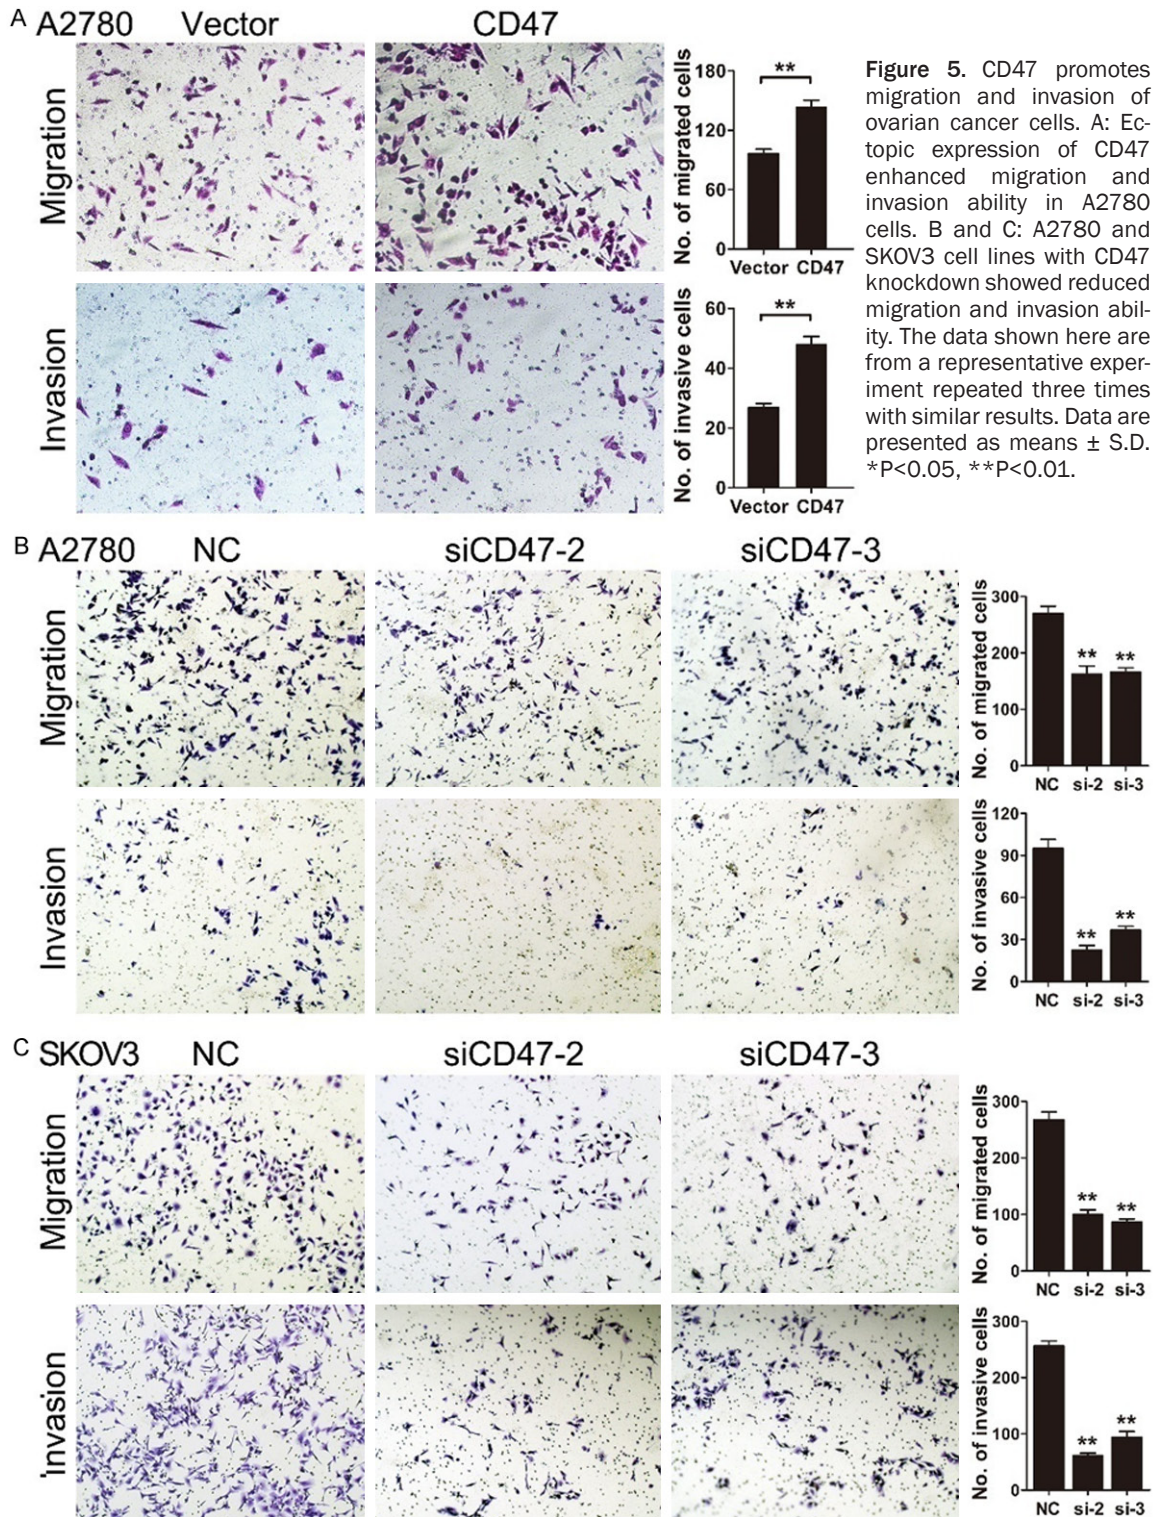 A A2780 Vector CD47
Migration
No. of migrated cells
180
120
60
0
**
Vector CD47
Invasion
No. of invasive cells
60
40
20
0
**
Vector CD47
Figure 5. CD47 promotes
migration and invasion of
ovarian cancer cells. A: Ec-
topic expression of CD47
enhanced migration and
invasion ability in A2780
cells. B and C: A2780 and
SKOV3 cell lines with CD47
knockdown showed reduced
migration and invasion abil-
ity. The data shown here are
from a representative exper-
iment repeated three times
with similar results. Data are
presented as means ± S.D.
*P<0.05, **P<0.01.
B A2780 NC siCD47-2 siCD47-3
Migration
No. of migrated cells
300
200
100
0
** **
NC si-2 si-3
Invasion
No. of invasive cells
120
90
60
30
0
** **
NC si-2 si-3
C SKOV3 NC siCD47-2 siCD47-3
Migration
No. of migrated cells
300
200
100
0
** **
NC si-2 si-3
Invasion
No. of invasive cells
300
200
100
0
** **
NC si-2 si-3